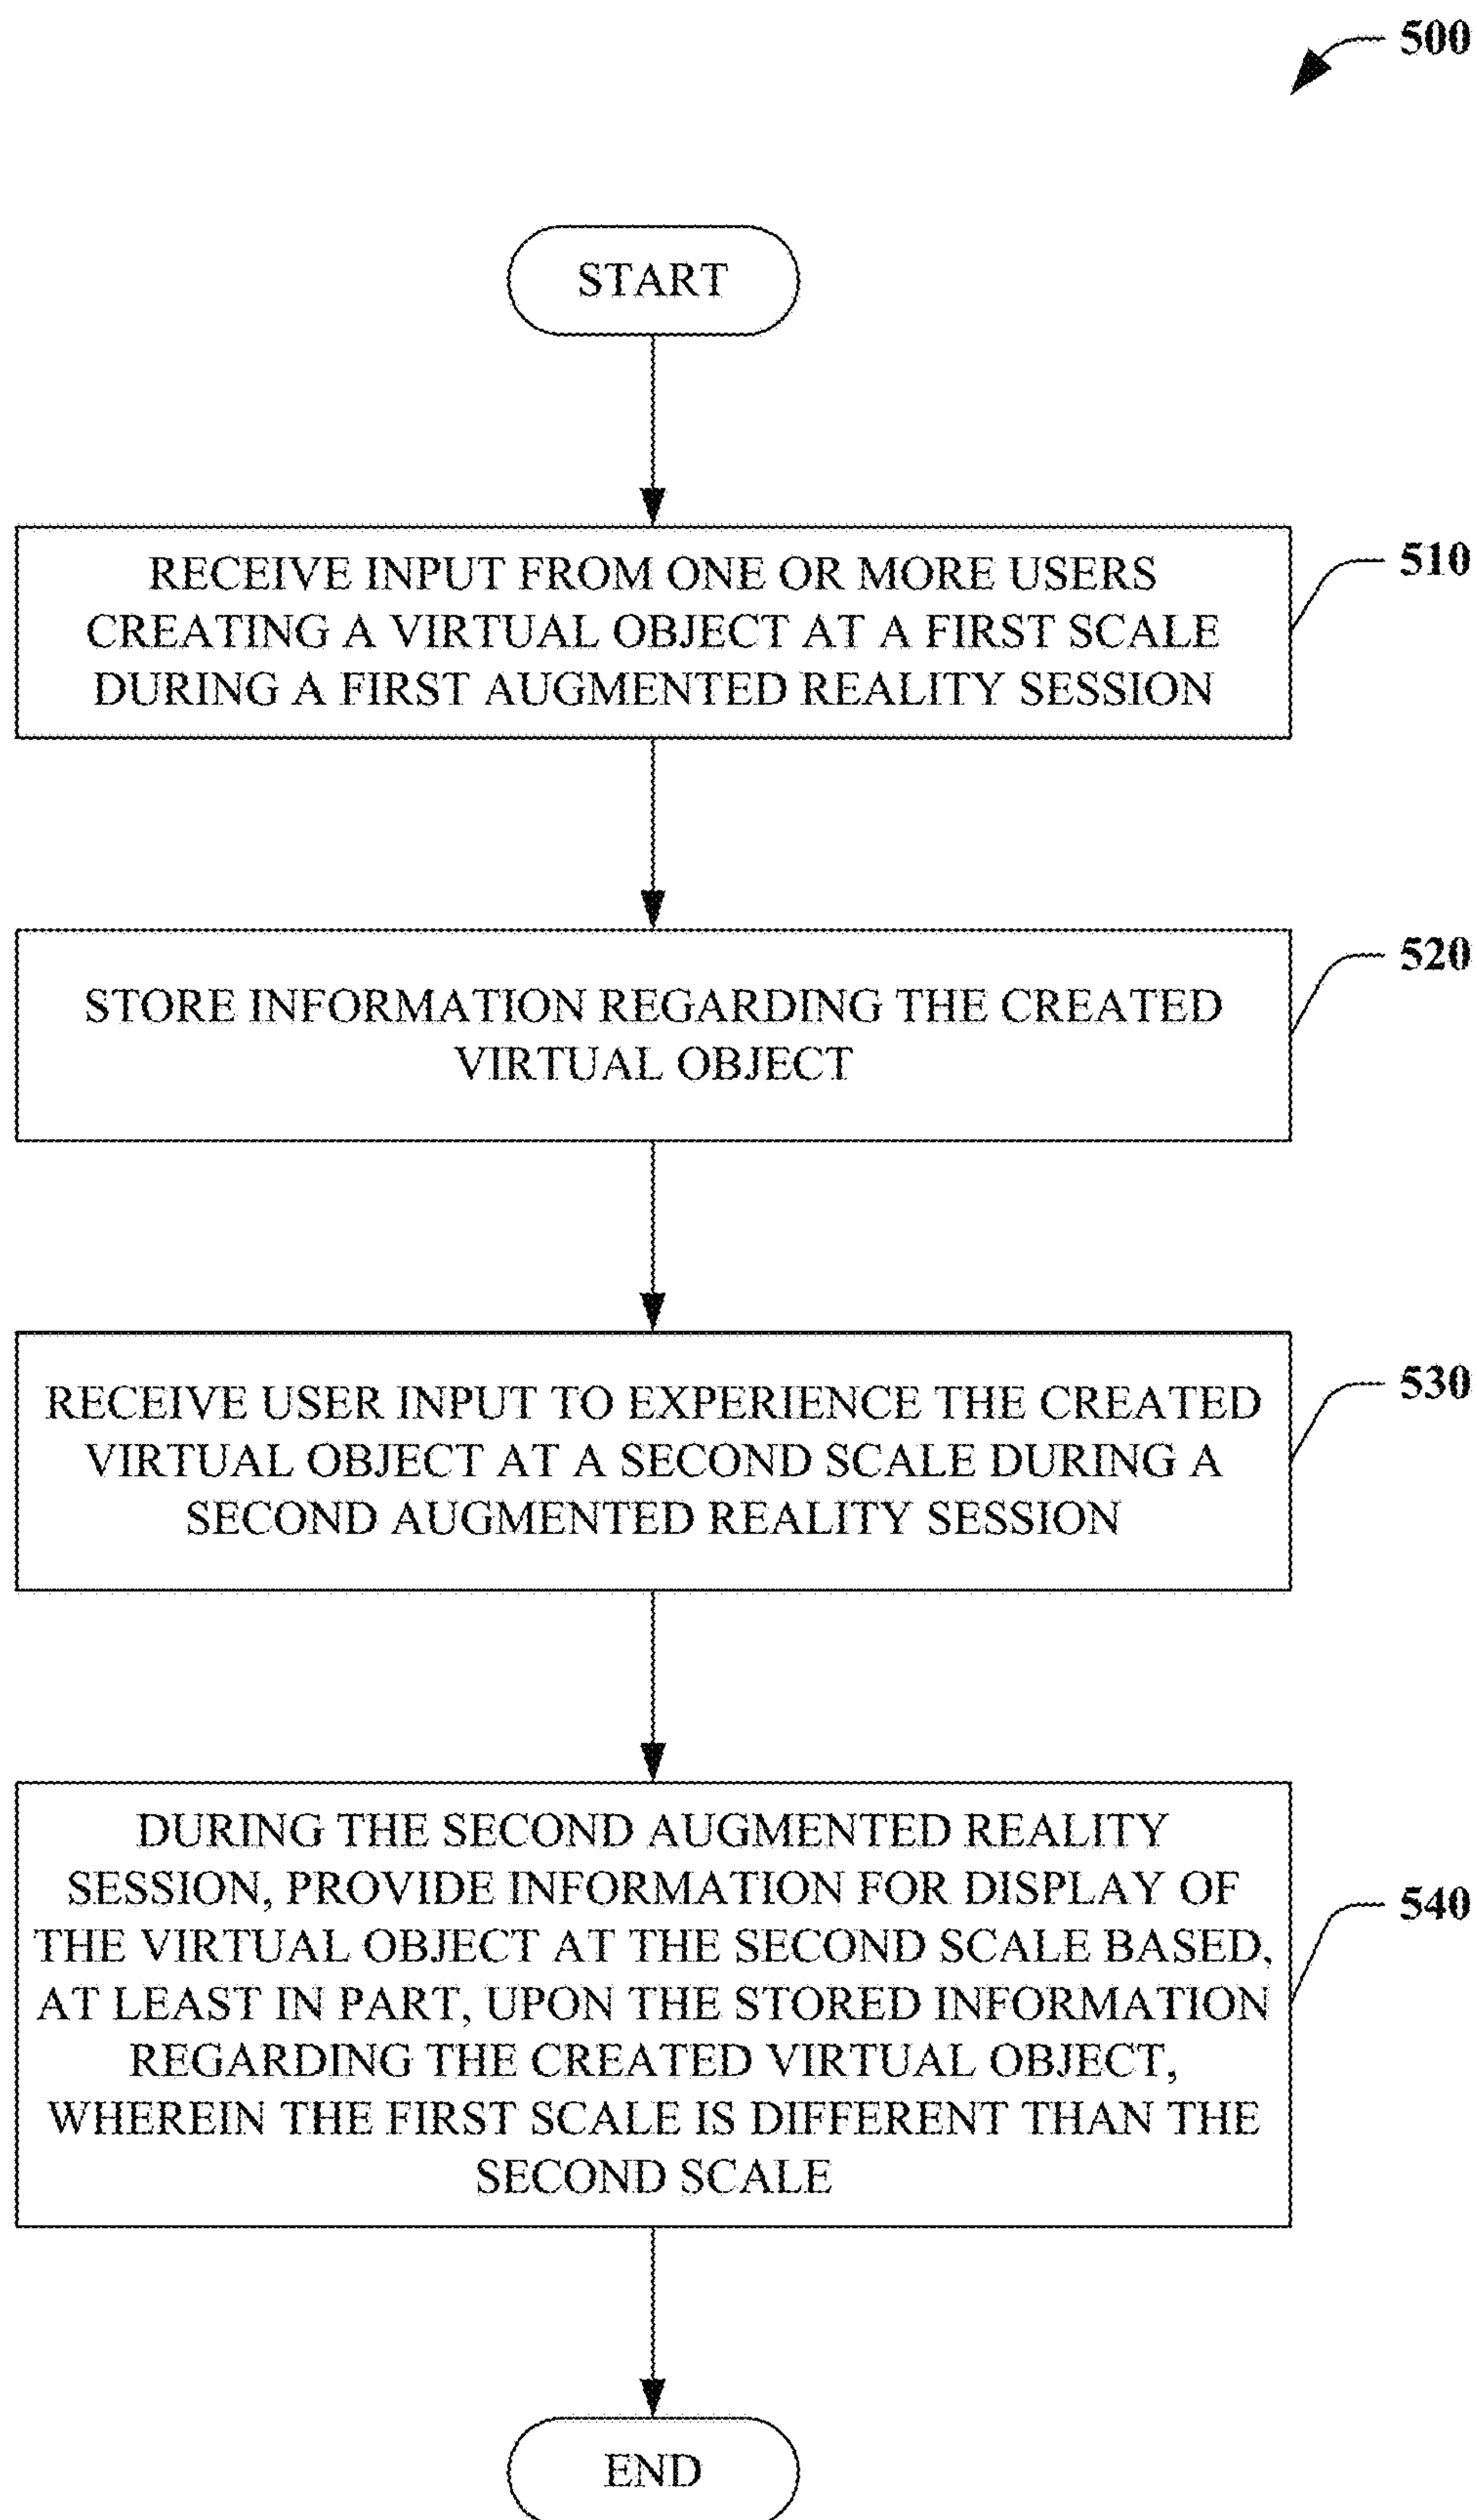 500
START
RECEIVE INPUT FROM ONE OR MORE USERS
CREATING A VIRTUAL OBJECT AT A FIRST SCALE
DURING A FIRST AUGMENTED REALITY SESSION
510
STORE INFORMATION REGARDING THE CREATED
VIRTUAL OBJECT
520
RECEIVE USER INPUT TO EXPERIENCE THE CREATED
VIRTUAL OBJECT AT A SECOND SCALE DURING A
SECOND AUGMENTED REALITY SESSION
530
DURING THE SECOND AUGMENTED REALITY
SESSION, PROVIDE INFORMATION FOR DISPLAY OF
THE VIRTUAL OBJECT AT THE SECOND SCALE BASED,
AT LEAST IN PART, UPON THE STORED INFORMATION
REGARDING THE CREATED VIRTUAL OBJECT,
WHEREIN THE FIRST SCALE IS DIFFERENT THAN THE
SECOND SCALE
540
END